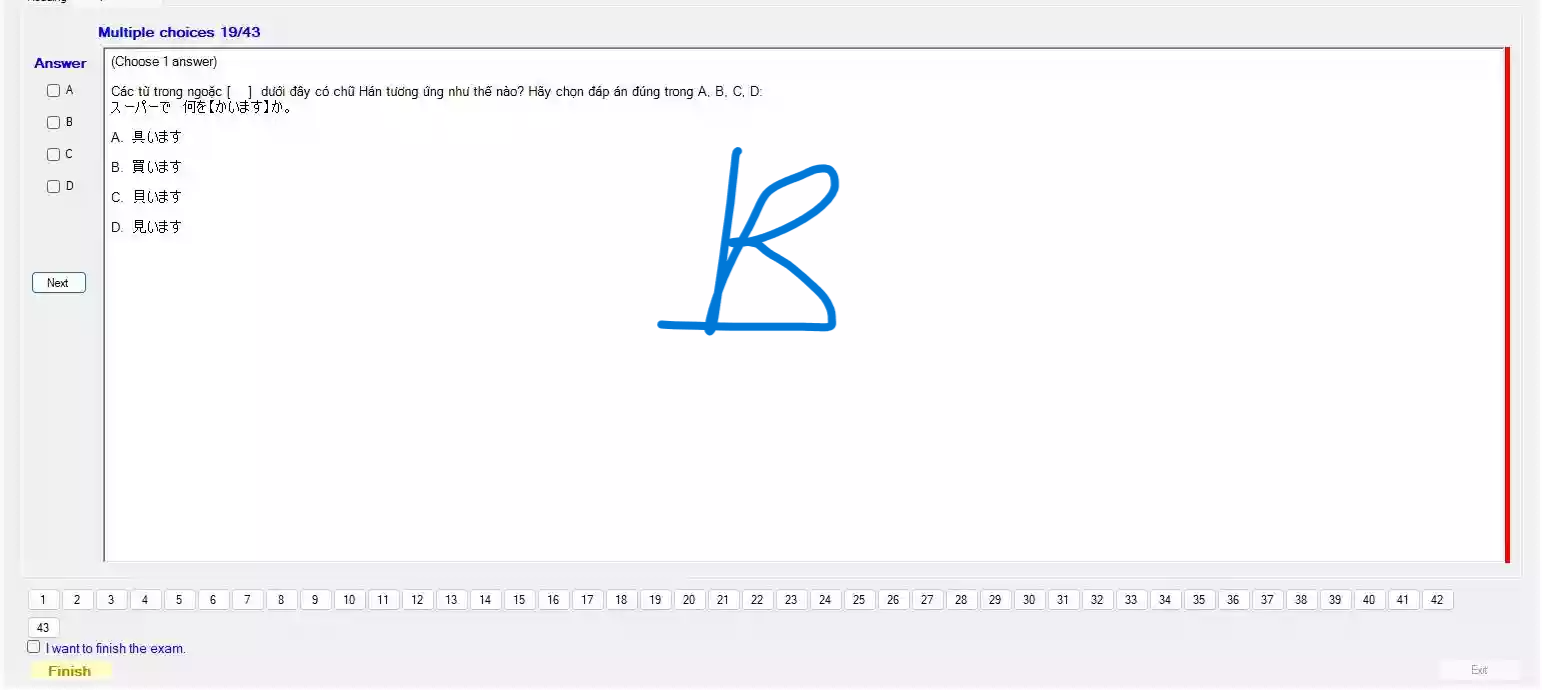 Multiple choices 19/43
Answer
(Choose 1 answer)
A
B
C
D
Các từ trong ngoặc [ ] dưới đây có chữ Hán tương ứng như thế nào? Hãy chọn đáp án đúng trong A, B, C, D:
スーパーで 何を【かいます】か。
A. 具います
B. 買います
C. 貝います
D. 見います
B
Next
1 2 3 4 5 6 7 8 9 10 11 12 13 14 15 16 17 18 19 20 21 22 23 24 25 26 27 28 29 30 31 32 33 34 35 36 37 38 39 40 41 42
43
I want to finish the exam.
Finish
Exit